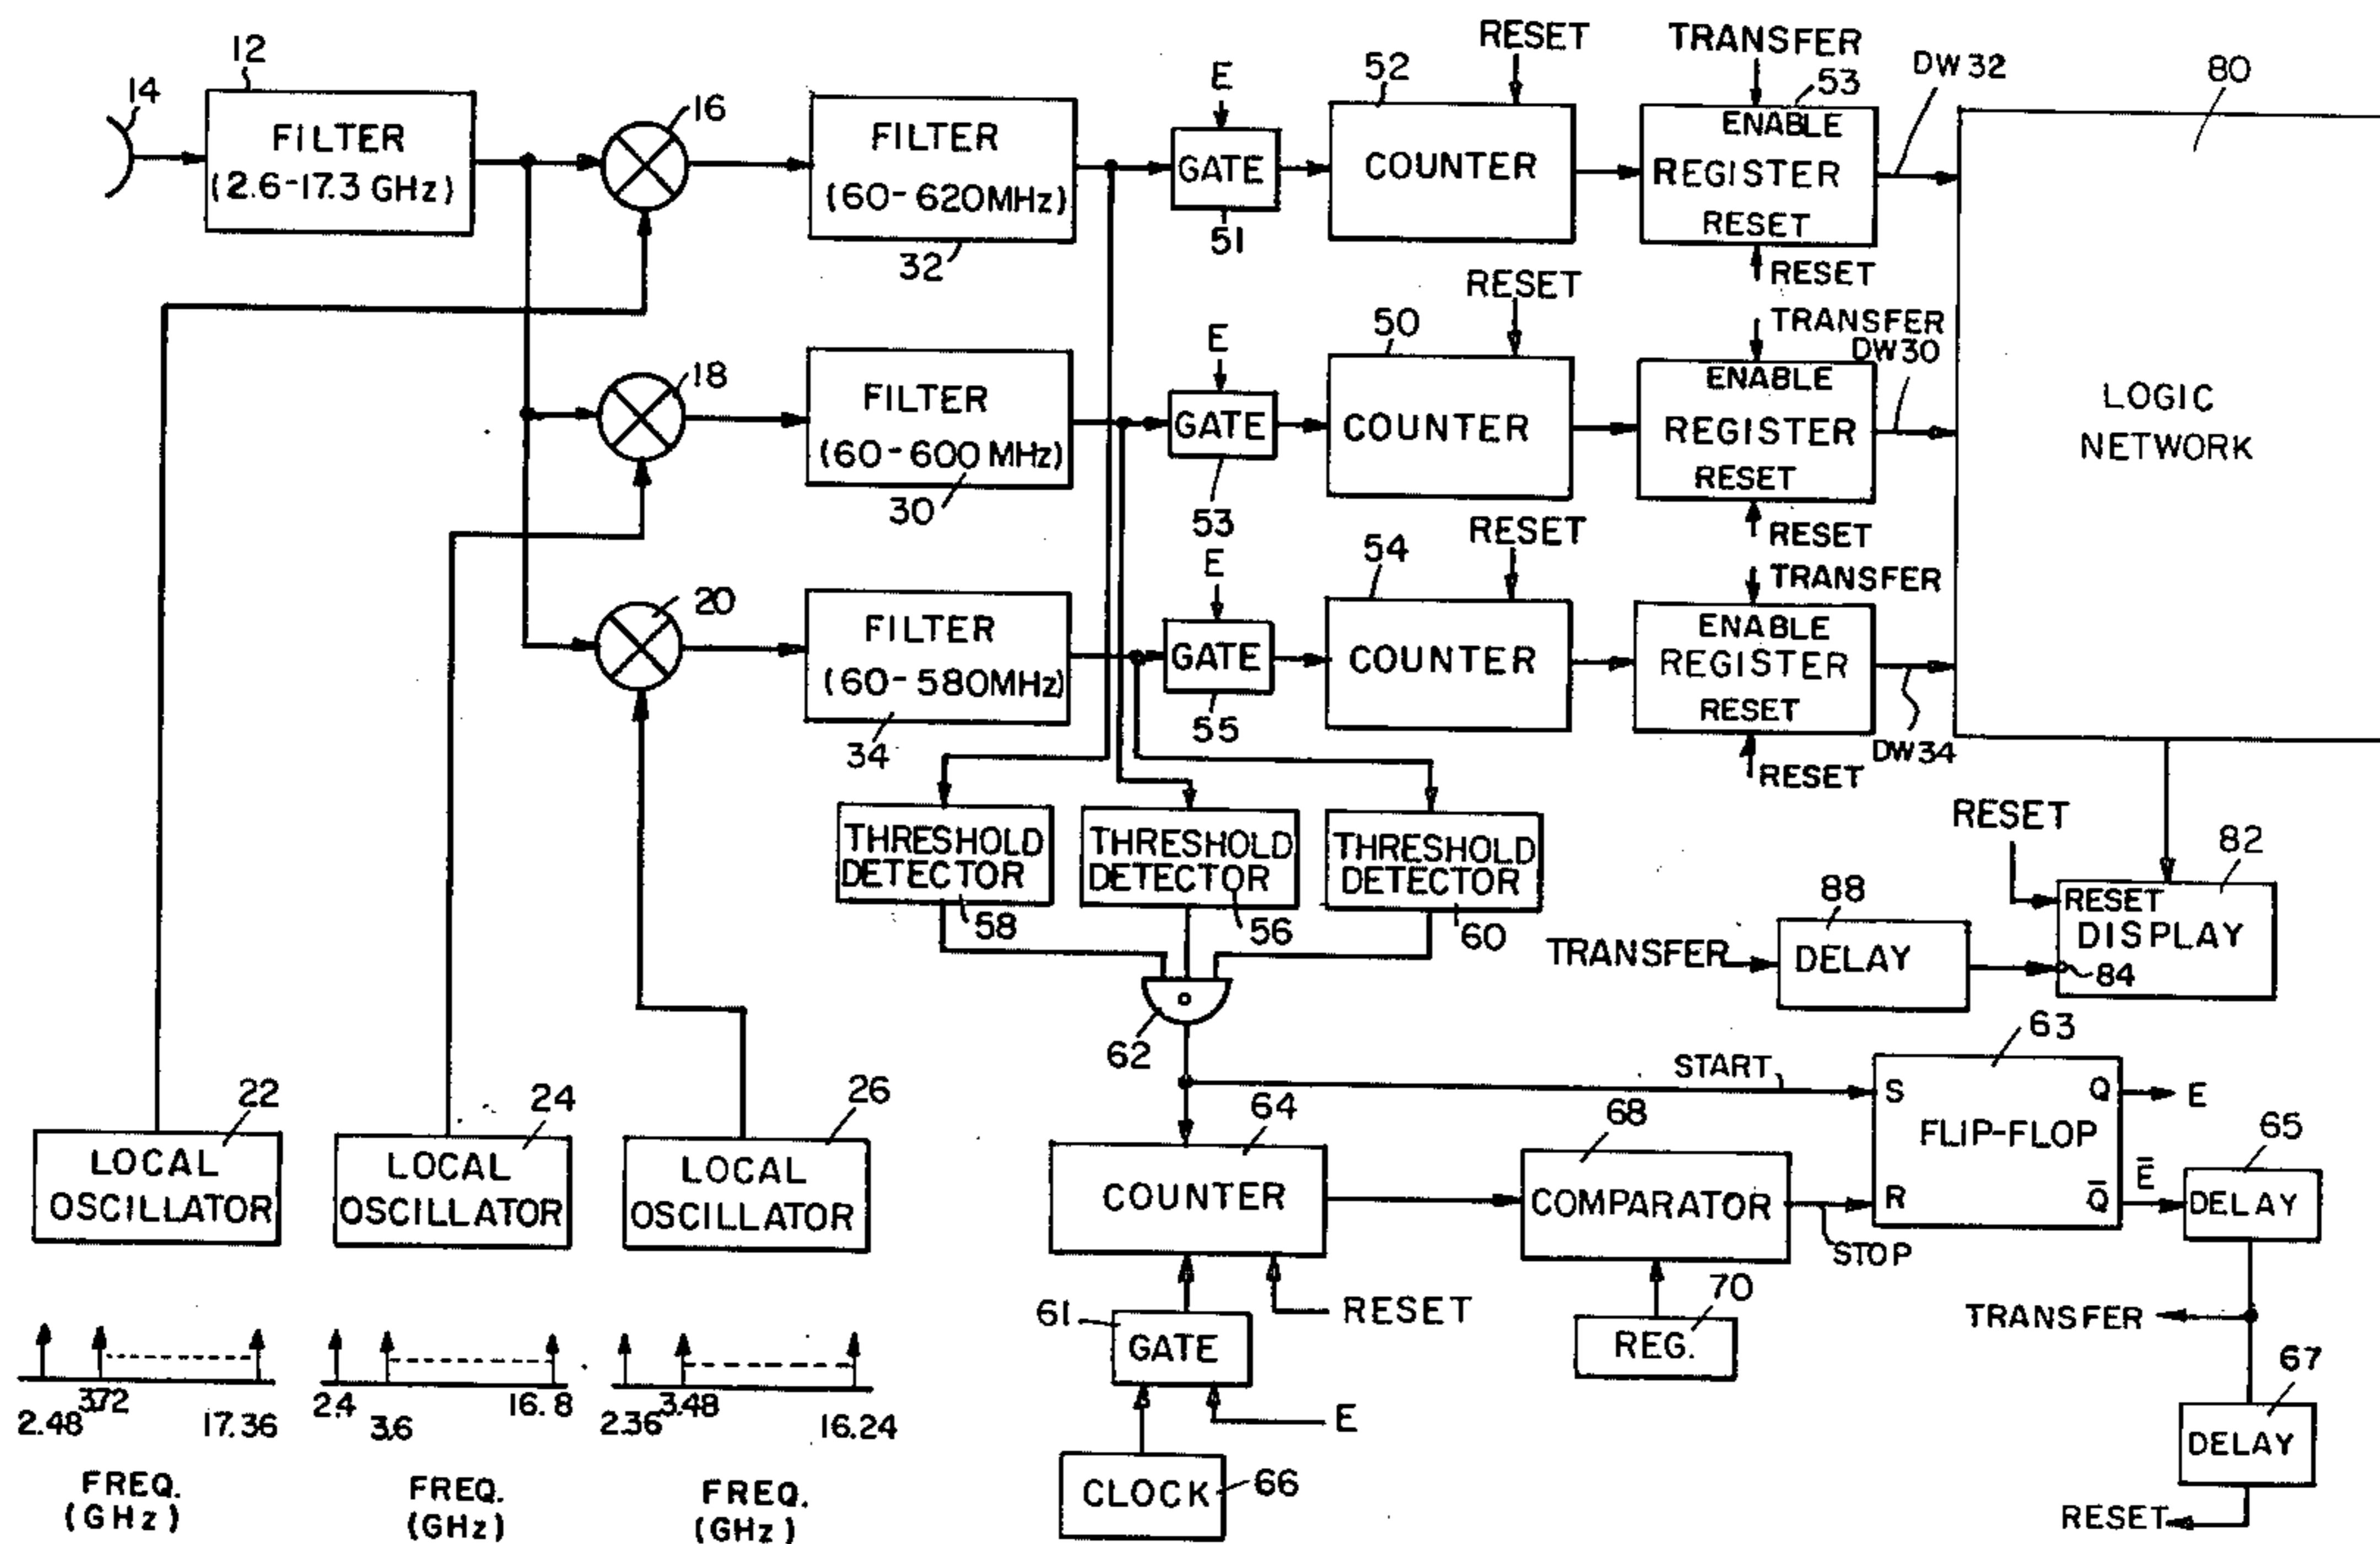 14
12
FILTER
(2.6-17.3 GHz)
16
FILTER
(60-620MHz)
32
E
GATE
51
RESET
52
COUNTER
TRANSFER
53
ENABLE
REGISTER
RESET
RESET
DW 32
80
LOGIC
NETWORK
18
FILTER
(60-600 MHz)
30
E
GATE
53
RESET
50
COUNTER
TRANSFER
DW30
ENABLE
REGISTER
RESET
RESET
20
FILTER
(60-580MHz)
34
E
GATE
55
RESET
54
COUNTER
TRANSFER
ENABLE
REGISTER
RESET
RESET
DW34
THRESHOLD
DETECTOR
58
THRESHOLD
DETECTOR
56
THRESHOLD
DETECTOR
60
62
RESET
82
RESET
DISPLAY
84
88
TRANSFER
DELAY
22
LOCAL
OSCILLATOR
24
LOCAL
OSCILLATOR
26
LOCAL
OSCILLATOR
START
63
S
Q
FLIP-FLOP
R
Q̅
E
E̅
65
DELAY
64
COUNTER
68
COMPARATOR
STOP
70
REG.
RESET
61
GATE
E
66
CLOCK
TRANSFER
67
DELAY
RESET
2.48
3.72
17.36
FREQ.
(GHz)
2.4
3.6
16.8
FREQ.
(GHz)
2.36
3.48
16.24
FREQ.
(GHz)